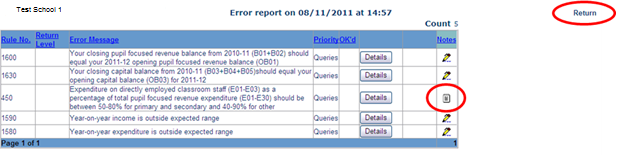 Test School 1
Error report on 08/11/2011 at 14:57
Return
Count 5
Rule No. Return Level Error Message Priority OK'd Notes
1600 Your closing pupil focused revenue balance from 2010-11 (B01+B02) should equal your 2011-12 opening pupil focused revenue balance (OB01) Queries Details
1630 Your closing capital balance from 2010-11 (B03+B04+B05)should equal your opening capital balance (OB03) for 2011-12 Queries Details
450 Expenditure on directly employed classroom staff (E01-E03) as a percentage of total pupil focused revenue expenditure (E01-E30) should be between 50-80% for primary and secondary and 40-90% for other Queries Details
1590 Year-on-year income is outside expected range Queries Details
1580 Year-on-year expenditure is outside expected range Queries Details
Page 1 of 1 1